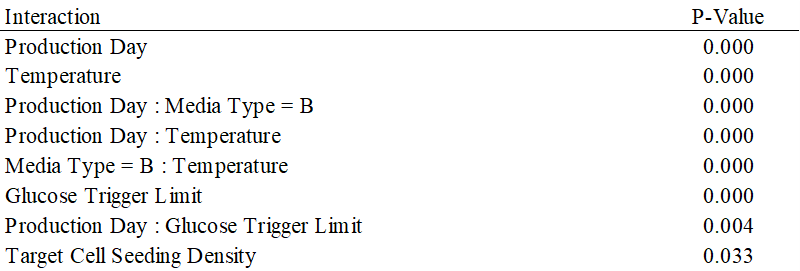 Interaction P-Value
Production Day 0.000
Temperature 0.000
Production Day : Media Type = B 0.000
Production Day : Temperature 0.000
Media Type = B : Temperature 0.000
Glucose Trigger Limit 0.000
Production Day : Glucose Trigger Limit 0.004
Target Cell Seeding Density 0.033